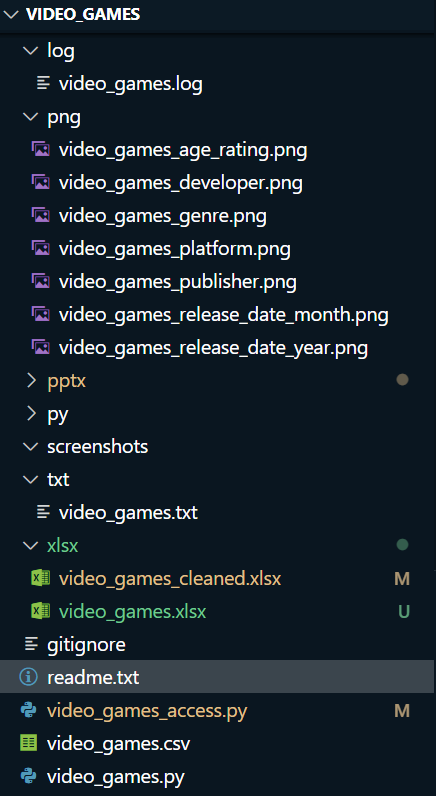 VIDEO_GAMES
log
video_games.log
png
video_games_age_rating.png
video_games_developer.png
video_games_genre.png
video_games_platform.png
video_games_publisher.png
video_games_release_date_month.png
video_games_release_date_year.png
pptx
py
screenshots
txt
video_games.txt
xlsx
video_games_cleaned.xlsx M
video_games.xlsx U
gitignore
readme.txt
video_games_access.py M
video_games.csv
video_games.py